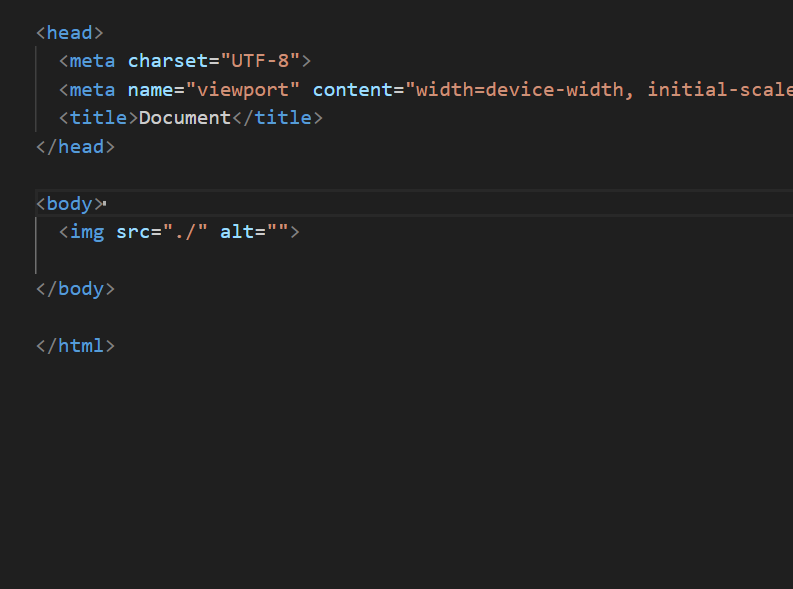 <head>
<meta charset="UTF-8">
<meta name="viewport" content="width=device-width, initial-scale
<title>Document</title>
</head>
<body>
<img src="./" alt="">
</body>
</html>